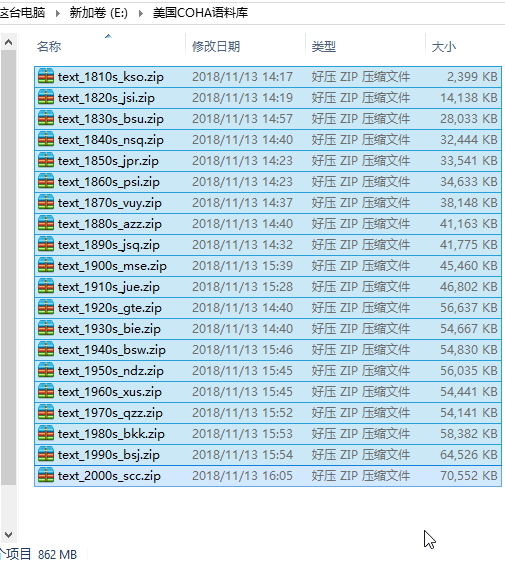 这台电脑 > 新加卷 (E:) > 美国COHA语料库
名称 修改日期 类型 大小
text_1810s_kso.zip 2018/11/13 14:17 好压 ZIP 压缩文件 2,399 KB
text_1820s_jsi.zip 2018/11/13 14:19 好压 ZIP 压缩文件 14,138 KB
text_1830s_bsu.zip 2018/11/13 14:57 好压 ZIP 压缩文件 28,033 KB
text_1840s_nsq.zip 2018/11/13 14:40 好压 ZIP 压缩文件 32,444 KB
text_1850s_jpr.zip 2018/11/13 14:23 好压 ZIP 压缩文件 33,541 KB
text_1860s_psi.zip 2018/11/13 14:23 好压 ZIP 压缩文件 34,633 KB
text_1870s_vuy.zip 2018/11/13 14:37 好压 ZIP 压缩文件 38,148 KB
text_1880s_azz.zip 2018/11/13 14:40 好压 ZIP 压缩文件 41,163 KB
text_1890s_jsq.zip 2018/11/13 14:32 好压 ZIP 压缩文件 41,775 KB
text_1900s_mse.zip 2018/11/13 15:39 好压 ZIP 压缩文件 45,460 KB
text_1910s_jue.zip 2018/11/13 15:28 好压 ZIP 压缩文件 46,802 KB
text_1920s_gte.zip 2018/11/13 14:40 好压 ZIP 压缩文件 56,637 KB
text_1930s_bie.zip 2018/11/13 14:40 好压 ZIP 压缩文件 54,667 KB
text_1940s_bsw.zip 2018/11/13 15:46 好压 ZIP 压缩文件 54,830 KB
text_1950s_ndz.zip 2018/11/13 15:45 好压 ZIP 压缩文件 56,035 KB
text_1960s_xus.zip 2018/11/13 15:45 好压 ZIP 压缩文件 54,441 KB
text_1970s_qzz.zip 2018/11/13 15:52 好压 ZIP 压缩文件 54,141 KB
text_1980s_bkk.zip 2018/11/13 15:53 好压 ZIP 压缩文件 58,382 KB
text_1990s_bsj.zip 2018/11/13 15:54 好压 ZIP 压缩文件 64,526 KB
text_2000s_scc.zip 2018/11/13 16:05 好压 ZIP 压缩文件 70,552 KB
个项目 862 MB